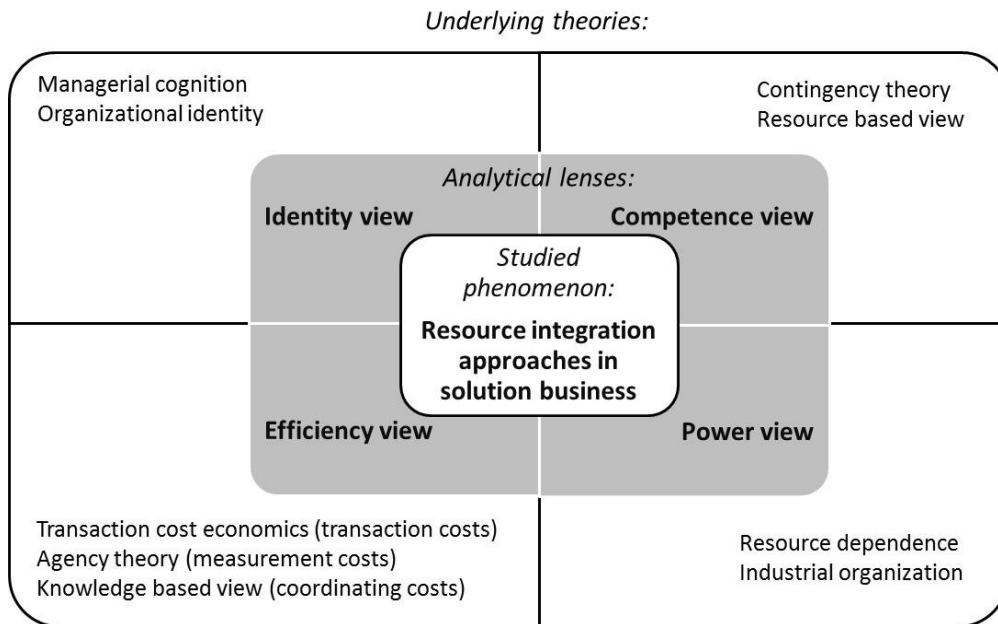 Underlying theories:
Managerial cognition
Organizational identity
Contingency theory
Resource based view
Analytical lenses:
Identity view
Competence view
Studied
phenomenon:
Resource integration
approaches in
solution business
Efficiency view
Power view
Transaction cost economics (transaction costs)
Agency theory (measurement costs)
Knowledge based view (coordinating costs)
Resource dependence
Industrial organization